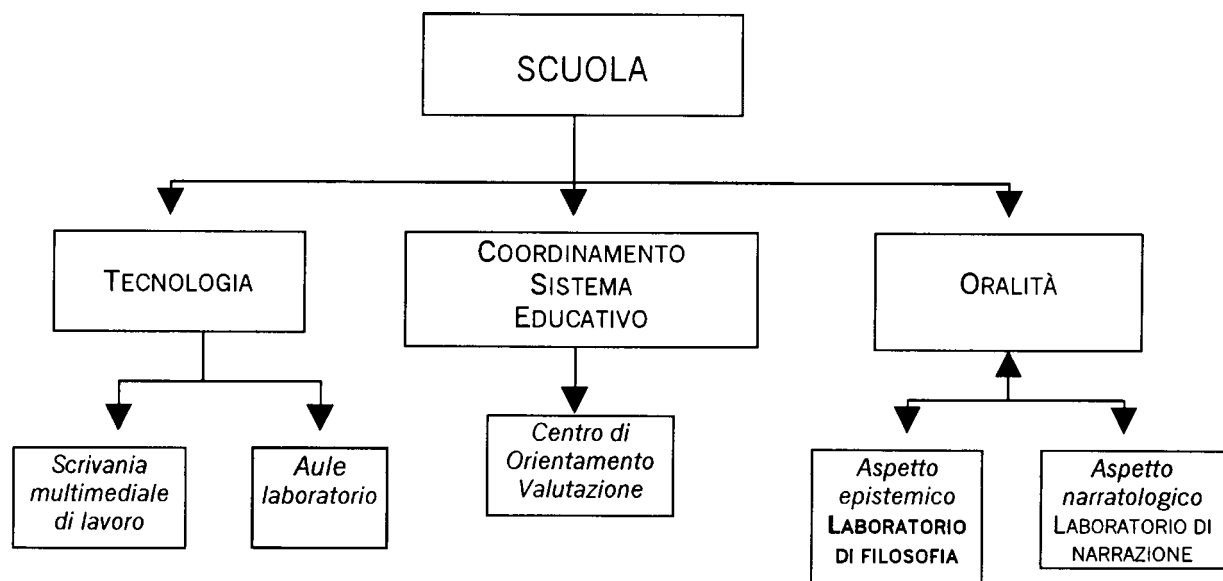 SCUOLA
TECNOLOGIA
COORDINAMENTO
SISTEMA
EDUCATIVO
ORALITÀ
Scrivania
multimediale
di lavoro
Aule
laboratorio
Centro di
Orientamento
Valutazione
Aspetto
epistemico
LABORATORIO
DI FILOSOFIA
Aspetto
narratologico
LABORATORIO DI
NARRAZIONE